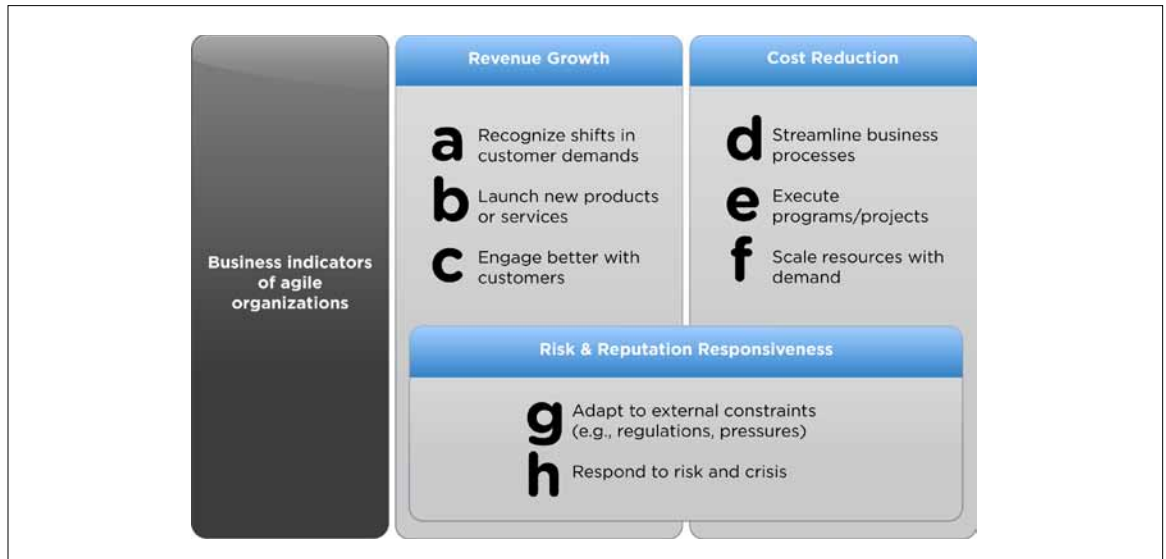 Business indicators
of agile
organizations
Revenue Growth
a Recognize shifts in
customer demands
b Launch new products
or services
c Engage better with
customers
Cost Reduction
d Streamline business
processes
e Execute
programs/projects
f Scale resources with
demand
Risk & Reputation Responsiveness
g Adapt to external constraints
(e.g., regulations, pressures)
h Respond to risk and crisis